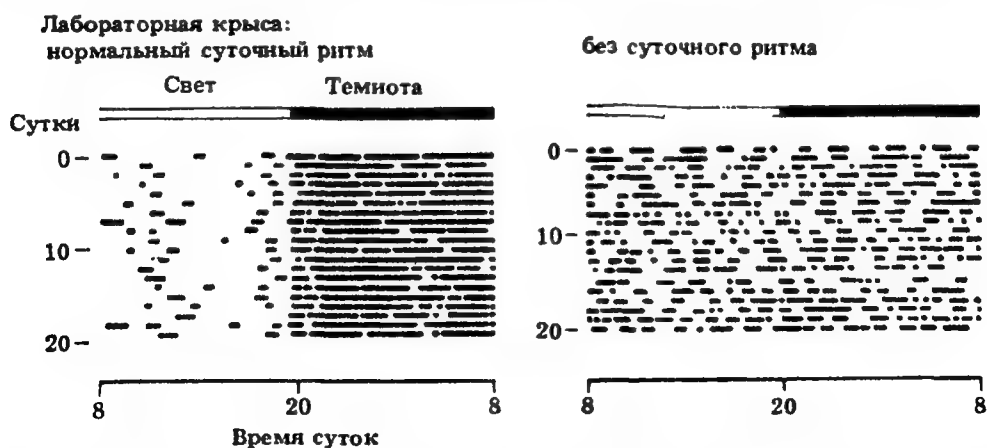 Лабораторная крыса:
нормальный суточный ритм
без суточного ритма
Свет Темнота
Сутки
0
10
20
0
10
20
8 20 8
8 20 8
Время суток